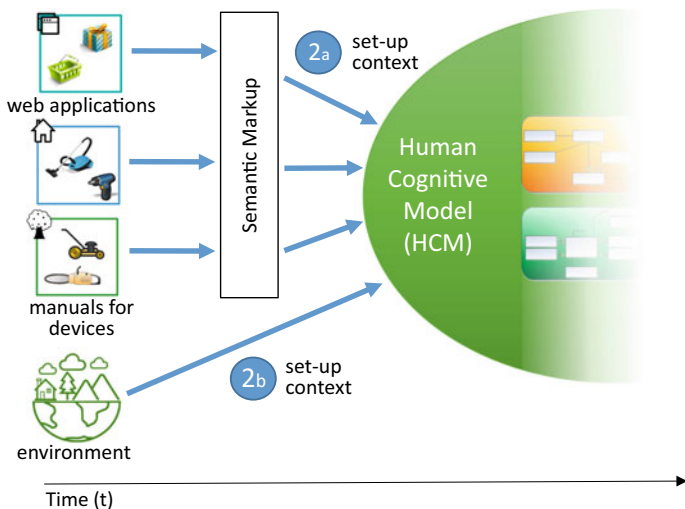 web applications
manuals for
devices
environment
Semantic Markup
2a
set-up
context
2b
set-up
context
Human
Cognitive
Model
(HCM)
Time (t)